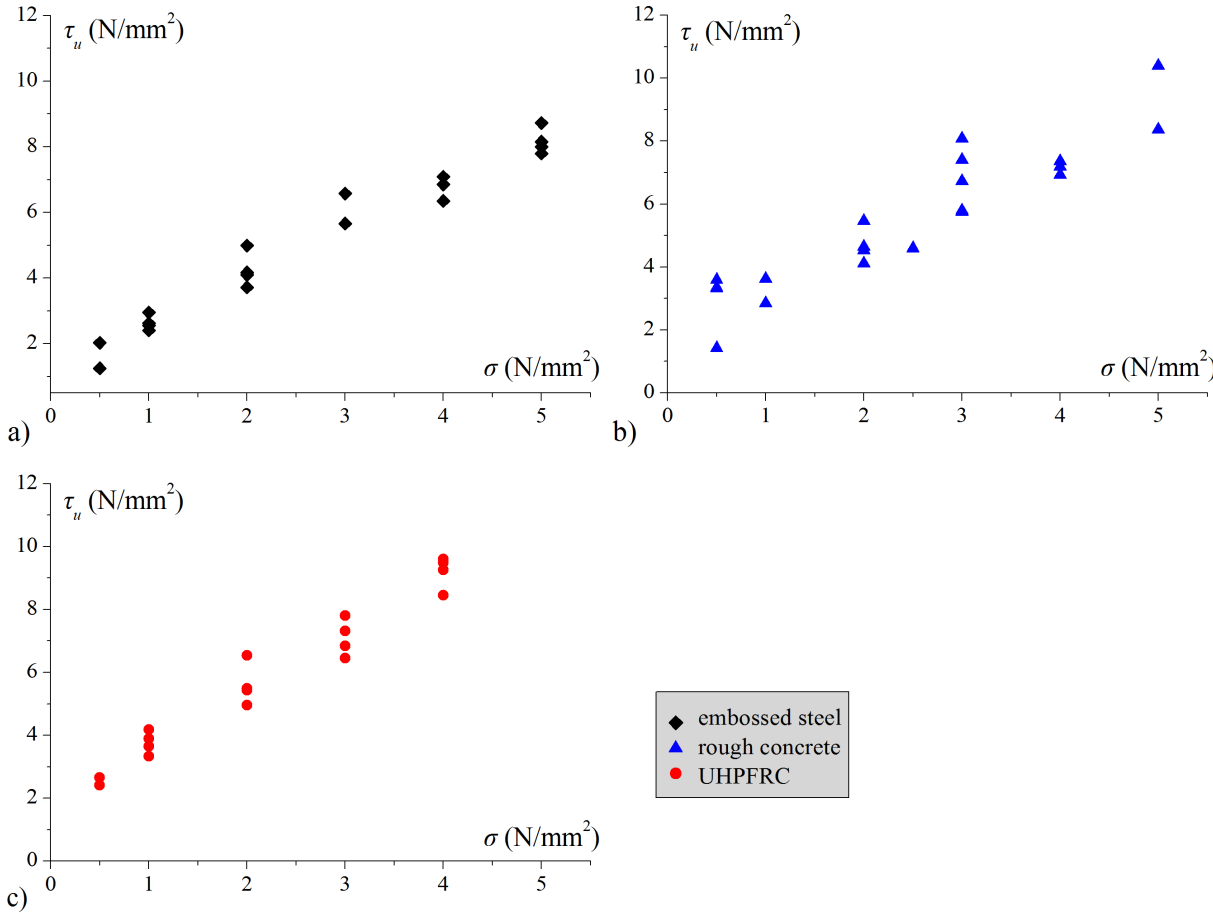 12
τu (N/mm²)
10
8
6
4
2
σ (N/mm²)
0 1 2 3 4 5
a)
12
τu (N/mm²)
10
8
6
4
2
0
σ (N/mm²)
0 1 2 3 4 5
b)
12
τu (N/mm²)
10
8
6
4
2
0
σ (N/mm²)
0 1 2 3 4 5
c)
embossed steel
rough concrete
UHPFRC